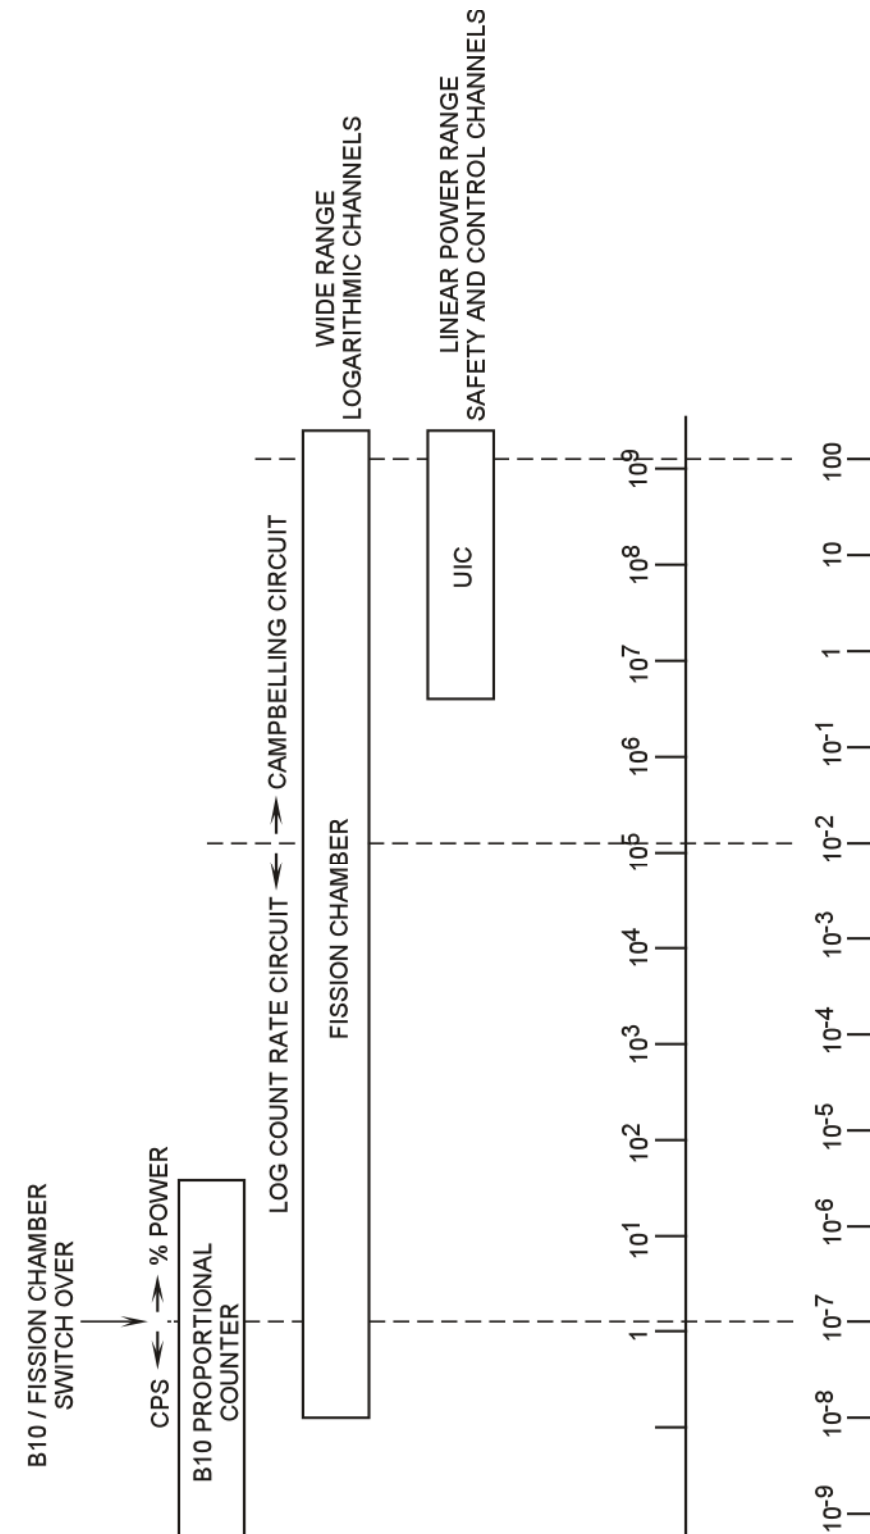 B10 / FISSION CHAMBER
SWITCH OVER
CPS
% POWER
B10 PROPORTIONAL
COUNTER
LOG COUNT RATE CIRCUIT
CAMPBELLING CIRCUIT
FISSION CHAMBER
WIDE RANGE
LOGARITHMIC CHANNELS
UIC
LINEAR POWER RANGE
SAFETY AND CONTROL CHANNELS
1
10¹
10²
10³
10⁴
10⁵
10⁶
10⁷
10⁸
10⁹
10⁻⁹
10⁻⁸
10⁻⁷
10⁻⁶
10⁻⁵
10⁻⁴
10⁻³
10⁻²
10⁻¹
1
10
100